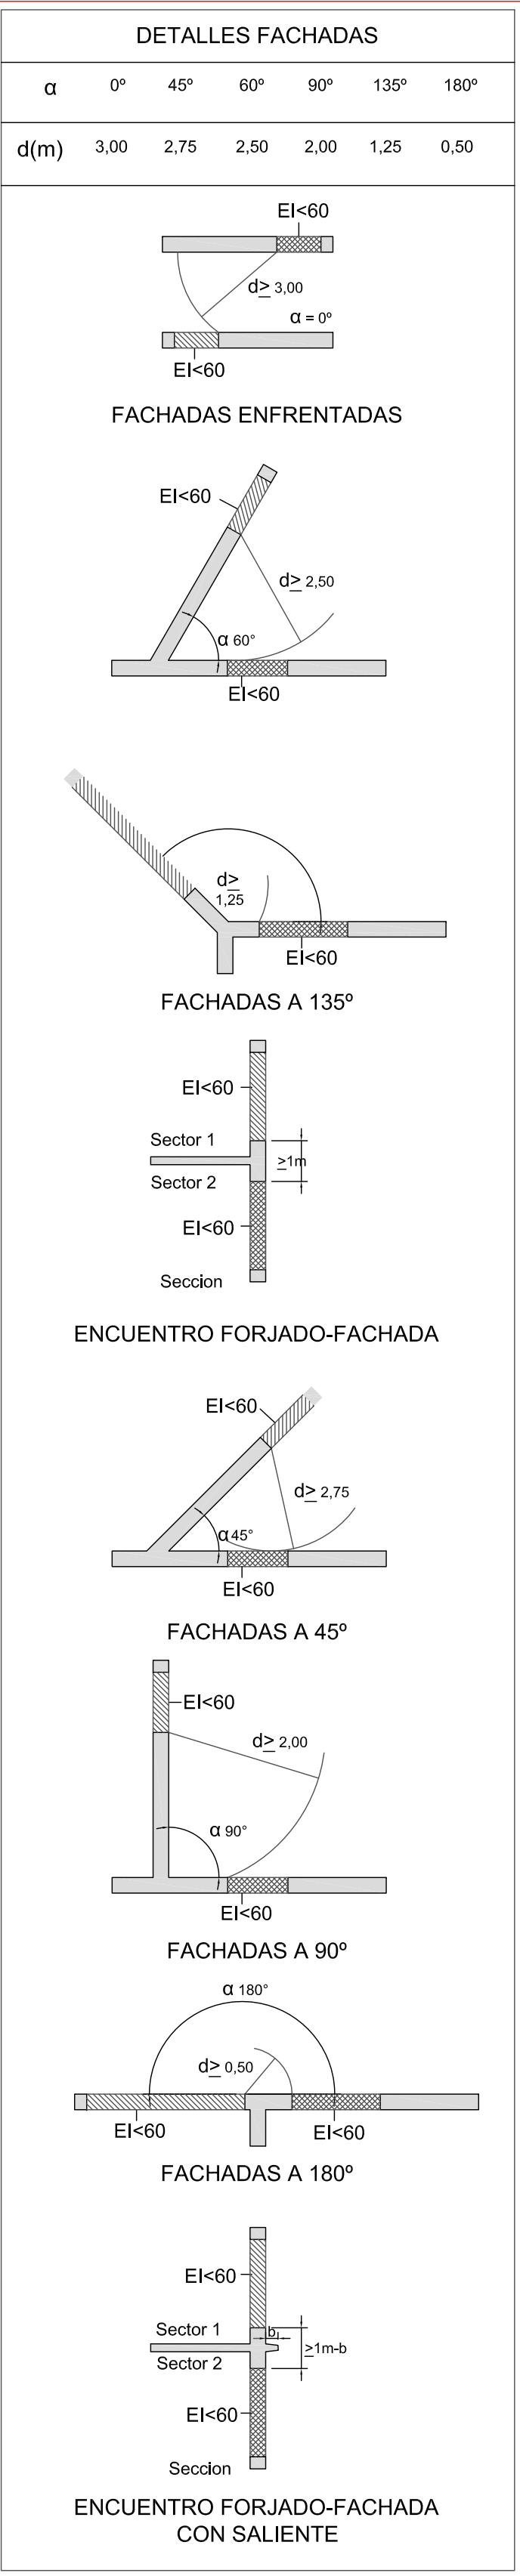 DETALLES FACHADAS
α 0º 45º 60º 90º 135º 180º
d(m) 3,00 2,75 2,50 2,00 1,25 0,50
EI<60
d≥ 3,00
α = 0º
EI<60
FACHADAS ENFRENTADAS
EI<60
d≥ 2,50
α 60°
EI<60
d≥
1,25
EI<60
FACHADAS A 135º
EI<60
Sector 1
≥1m
Sector 2
EI<60
Seccion
ENCUENTRO FORJADO-FACHADA
EI<60
d≥ 2,75
α 45°
EI<60
FACHADAS A 45º
EI<60
d≥ 2,00
α 90°
EI<60
FACHADAS A 90º
α 180°
d≥ 0,50
EI<60 EI<60
FACHADAS A 180º
EI<60
Sector 1
b
≥1m-b
Sector 2
EI<60
Seccion
ENCUENTRO FORJADO-FACHADA
CON SALIENTE